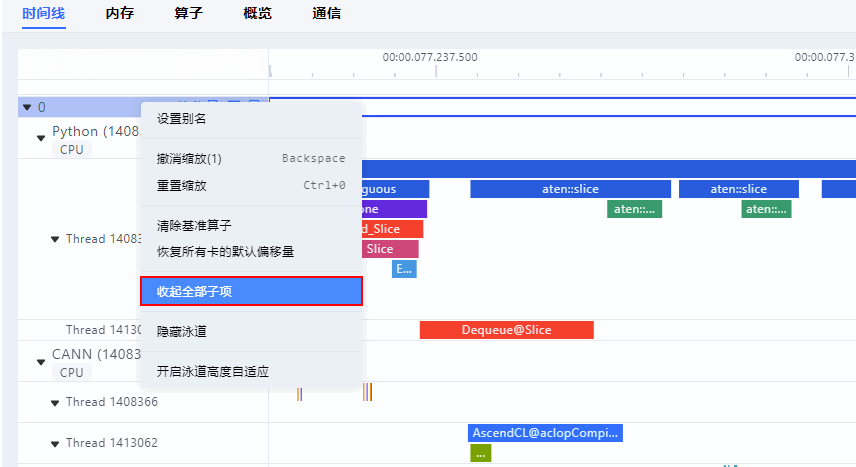 时间线 内存 算子 概览 通信
00:00.077.237.500 00:00.077.3
0
设置别名
Python (1408
CPU
撤消缩放(1) Backspace
重置缩放 Ctrl+0
guous aten::slice aten::slice
one aten::... aten::...
清除基准算子
d_Slice
Thread 1408
恢复所有卡的默认偏移量
Slice
E...
收起全部子项
隐藏泳道
Thread 1413 Dequeue@Slice
CANN (14083
CPU
开启泳道高度自适应
Thread 1408366
Thread 1413062
AscendCL@aclopCompi...
...